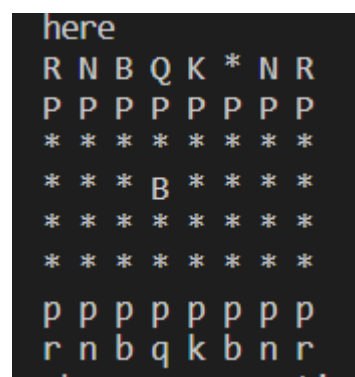 here
R N B Q K * N R
P P P P P P P P
* * * * * * * *
* * * B * * * *
* * * * * * * *
* * * * * * * *
p p p p p p p p
r n b q k b n r